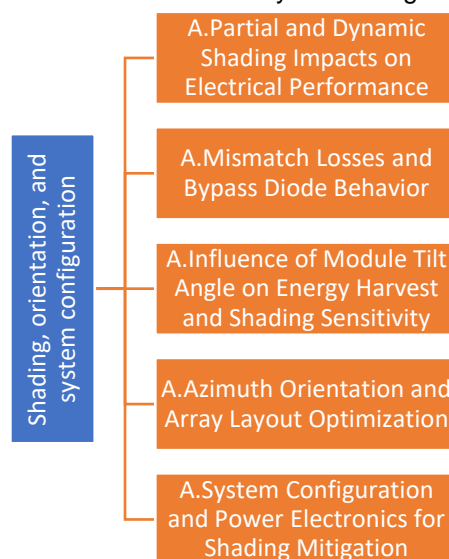 Shading, orientation, and
system configuration
A.Partial and Dynamic
Shading Impacts on
Electrical Performance
A.Mismatch Losses and
Bypass Diode Behavior
A.Influence of Module Tilt
Angle on Energy Harvest
and Shading Sensitivity
A.Azimuth Orientation and
Array Layout Optimization
A.System Configuration
and Power Electronics for
Shading Mitigation